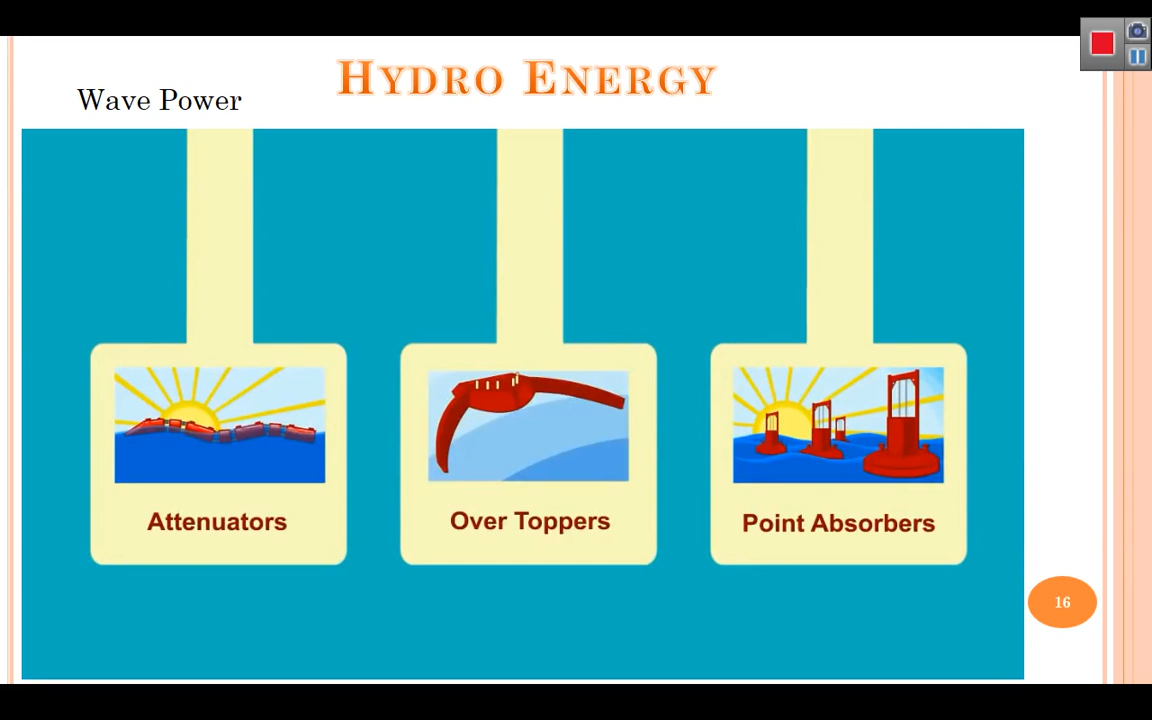 Hydro Energy
Wave Power
Attenuators
Over Toppers
Point Absorbers
16